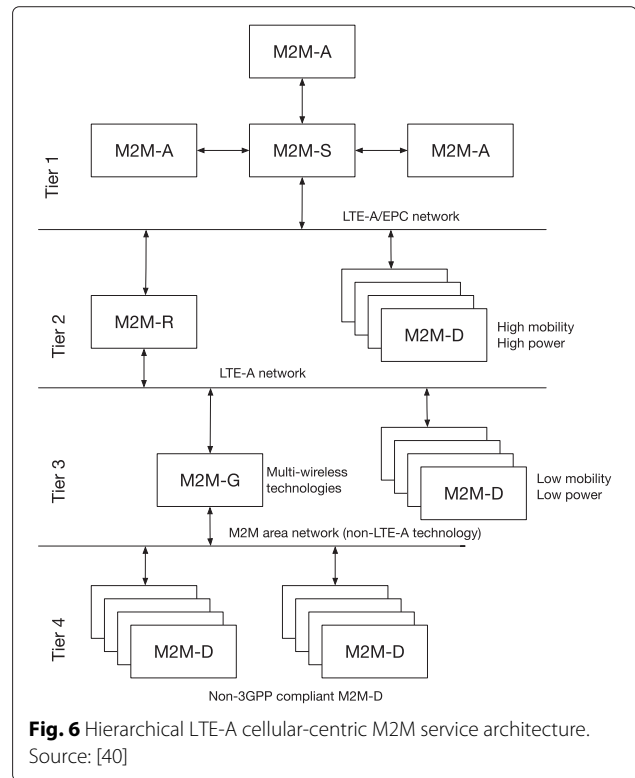 M2M-A
M2M-A
M2M-S
M2M-A
Tier 1
LTE-A/EPC network
M2M-R
Tier 2
M2M-D
High mobility
High power
LTE-A network
M2M-G
Multi-wireless
technologies
Tier 3
M2M-D
Low mobility
Low power
M2M area network (non-LTE-A technology)
Tier 4
M2M-D
M2M-D
Non-3GPP compliant M2M-D
Fig. 6 Hierarchical LTE-A cellular-centric M2M service architecture.
Source: [40]